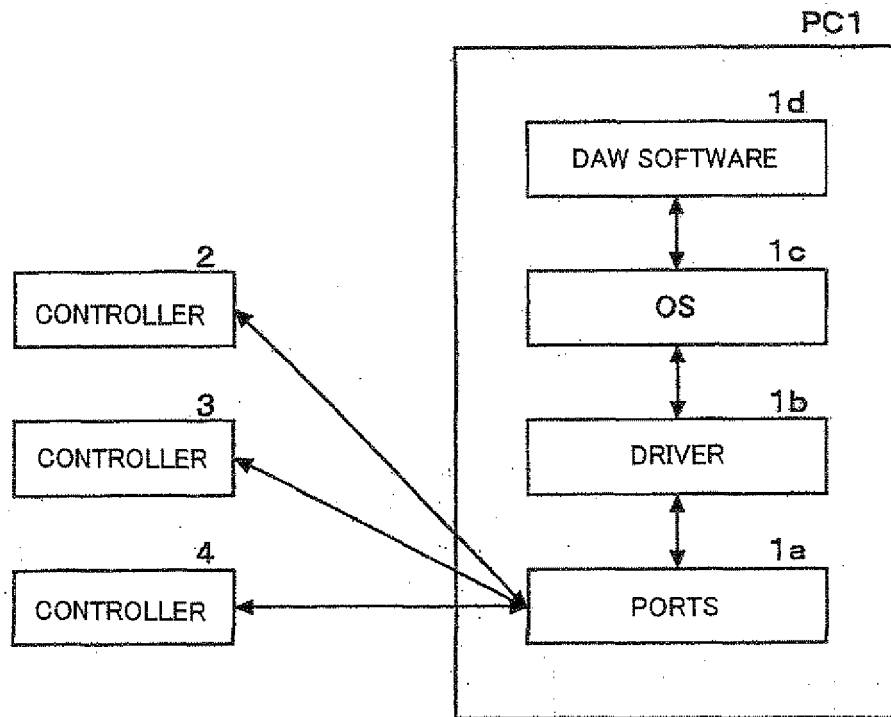 PC1
1d
DAW SOFTWARE
1c
OS
1b
DRIVER
1a
PORTS
2
CONTROLLER
3
CONTROLLER
4
CONTROLLER